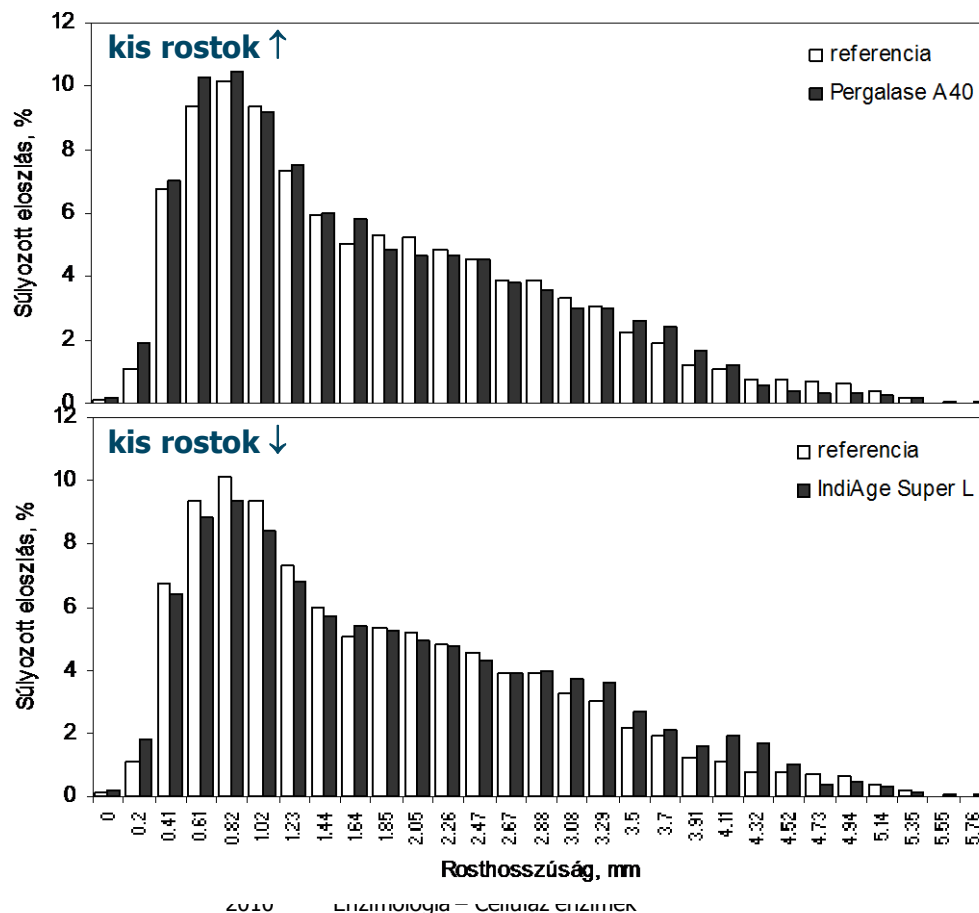 12
10
8
6
4
2
0
Súlyozott eloszlás, %
kis rostok ↑
referencia
Pergalase A40
12
10
8
6
4
2
0
Súlyozott eloszlás, %
kis rostok ↓
referencia
IndiAge Super L
0 0.2 0.41 0.61 0.82 1.02 1.23 1.44 1.64 1.85 2.05 2.26 2.47 2.67 2.88 3.08 3.29 3.5 3.7 3.91 4.11 4.32 4.52 4.73 4.94 5.14 5.35 5.55 5.76
Rosthosszúság, mm
2010 Enzimológia – Celluláz enzimek